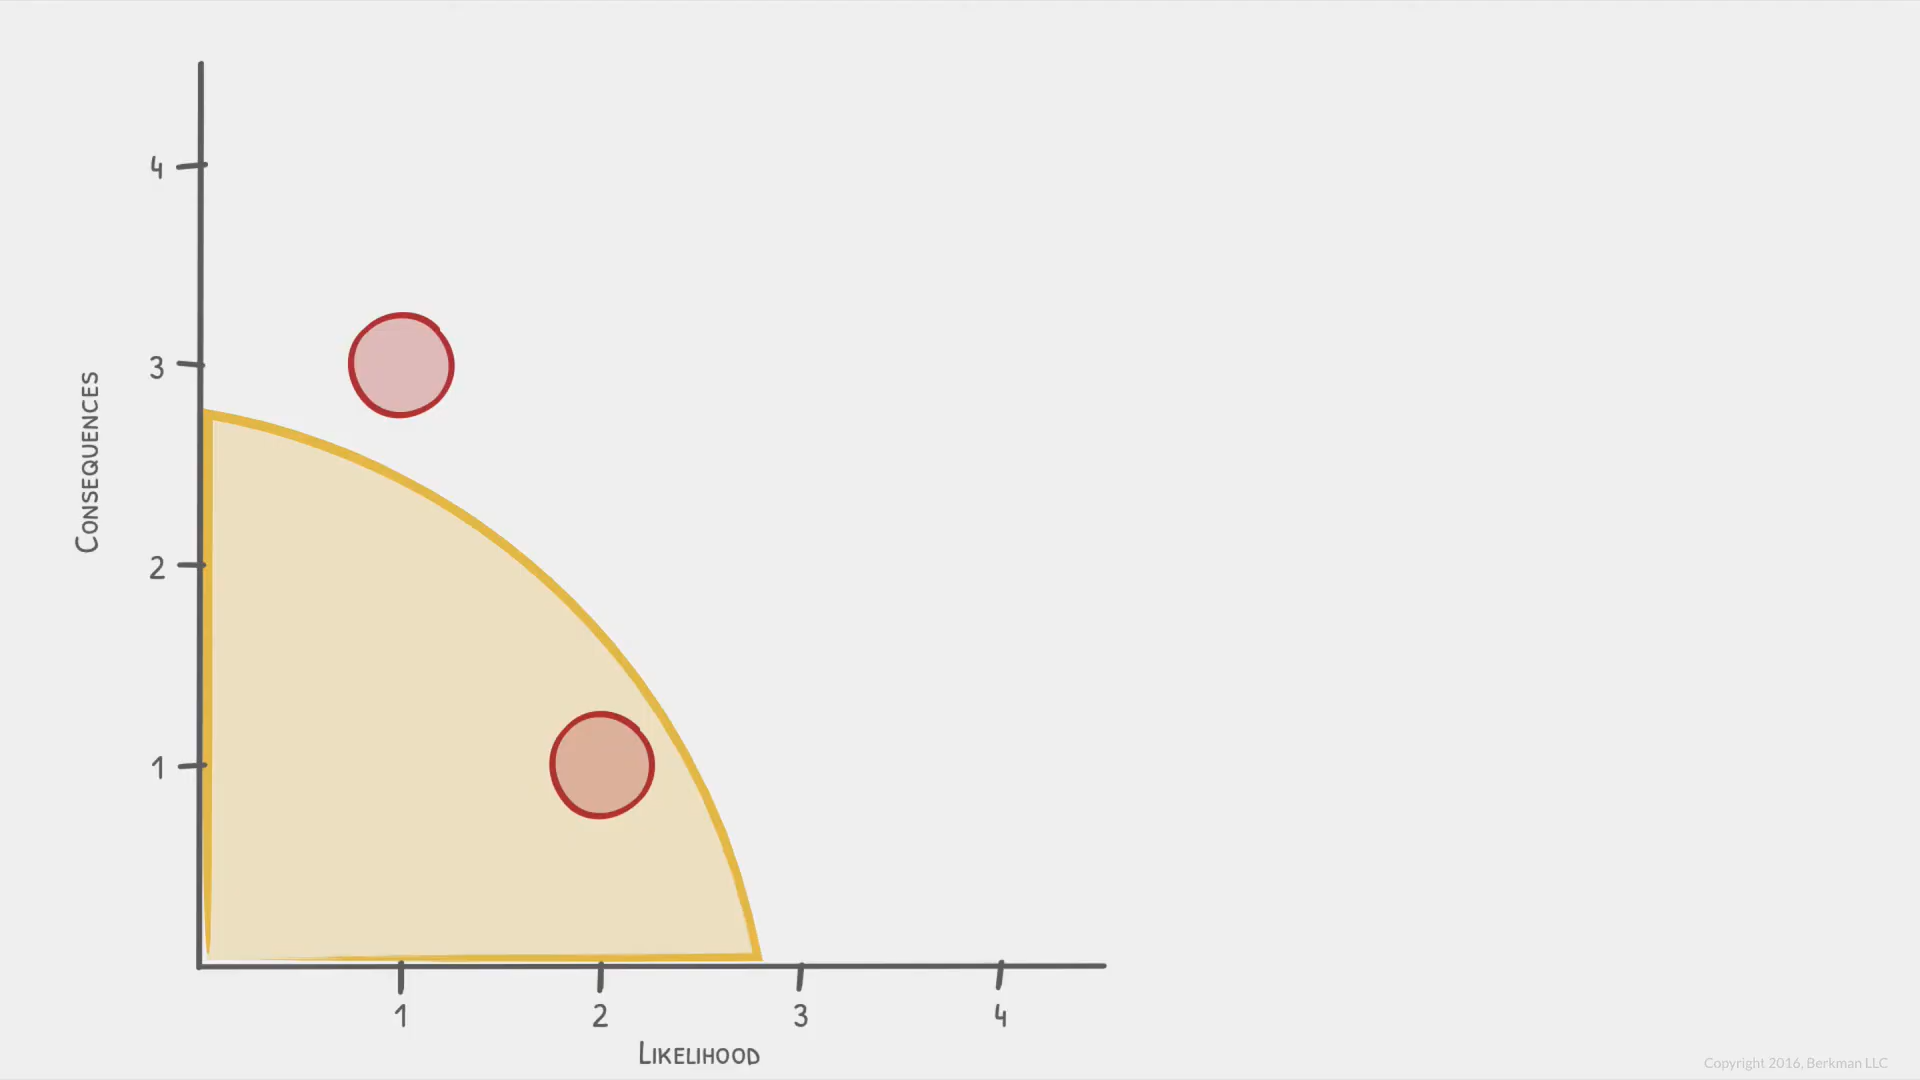 4
3
2
1
CONSEQUENCES
1 2 3 4
LIKELIHOOD
Copyright 2016, Berkman LLC